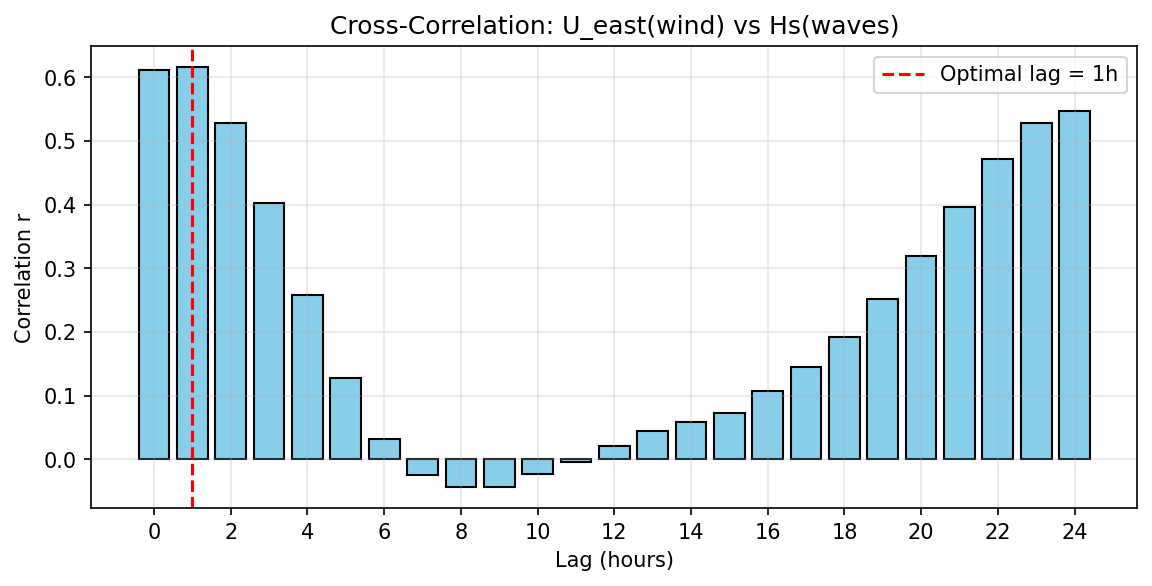 Cross-Correlation: U_east(wind) vs Hs(waves)
Optimal lag = 1h
Correlation r
0.6
0.5
0.4
0.3
0.2
0.1
0.0
0 2 4 6 8 10 12 14 16 18 20 22 24
Lag (hours)